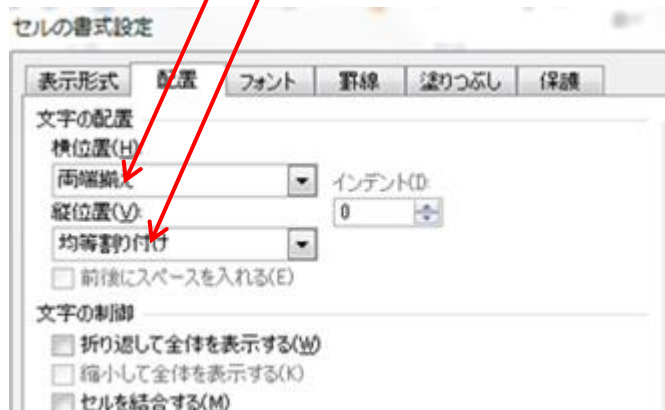 セルの書式設定
表示形式 配置 フォント 罫線 塗りつぶし 保護
文字の配置
横位置(H)
両端揃え
インデント(I):
縦位置(V):
0
均等割り付け
前後にスペースを入れる(E)
文字の制御
折り返して全体を表示する(W)
縮小して全体を表示する(K)
セルを結合する(M)